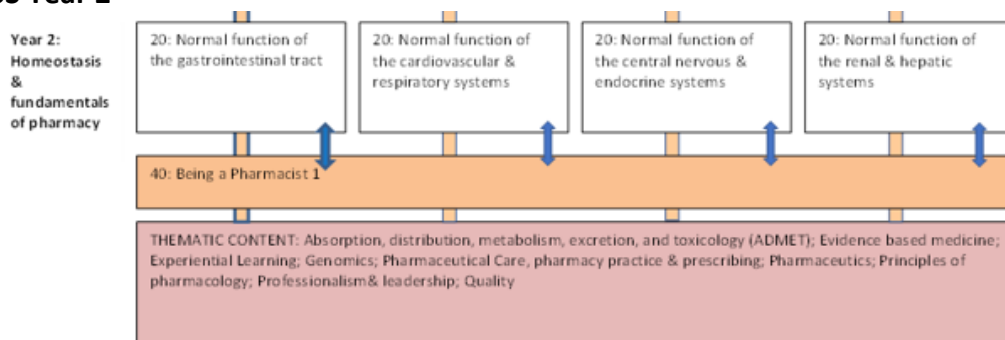 Year 2:
Homeostasis
&
fundamentals
of pharmacy
20: Normal function of
the gastrointestinal tract
20: Normal function of
the cardiovascular &
respiratory systems
20: Normal function of
the central nervous &
endocrine systems
20: Normal function of
the renal & hepatic
systems
40: Being a Pharmacist 1
THEMATIC CONTENT: Absorption, distribution, metabolism, excretion, and toxicology (ADMET); Evidence based medicine;
Experiential Learning; Genomics; Pharmaceutical Care, pharmacy practice & prescribing; Pharmaceutics; Principles of
pharmacology; Professionalism& leadership; Quality